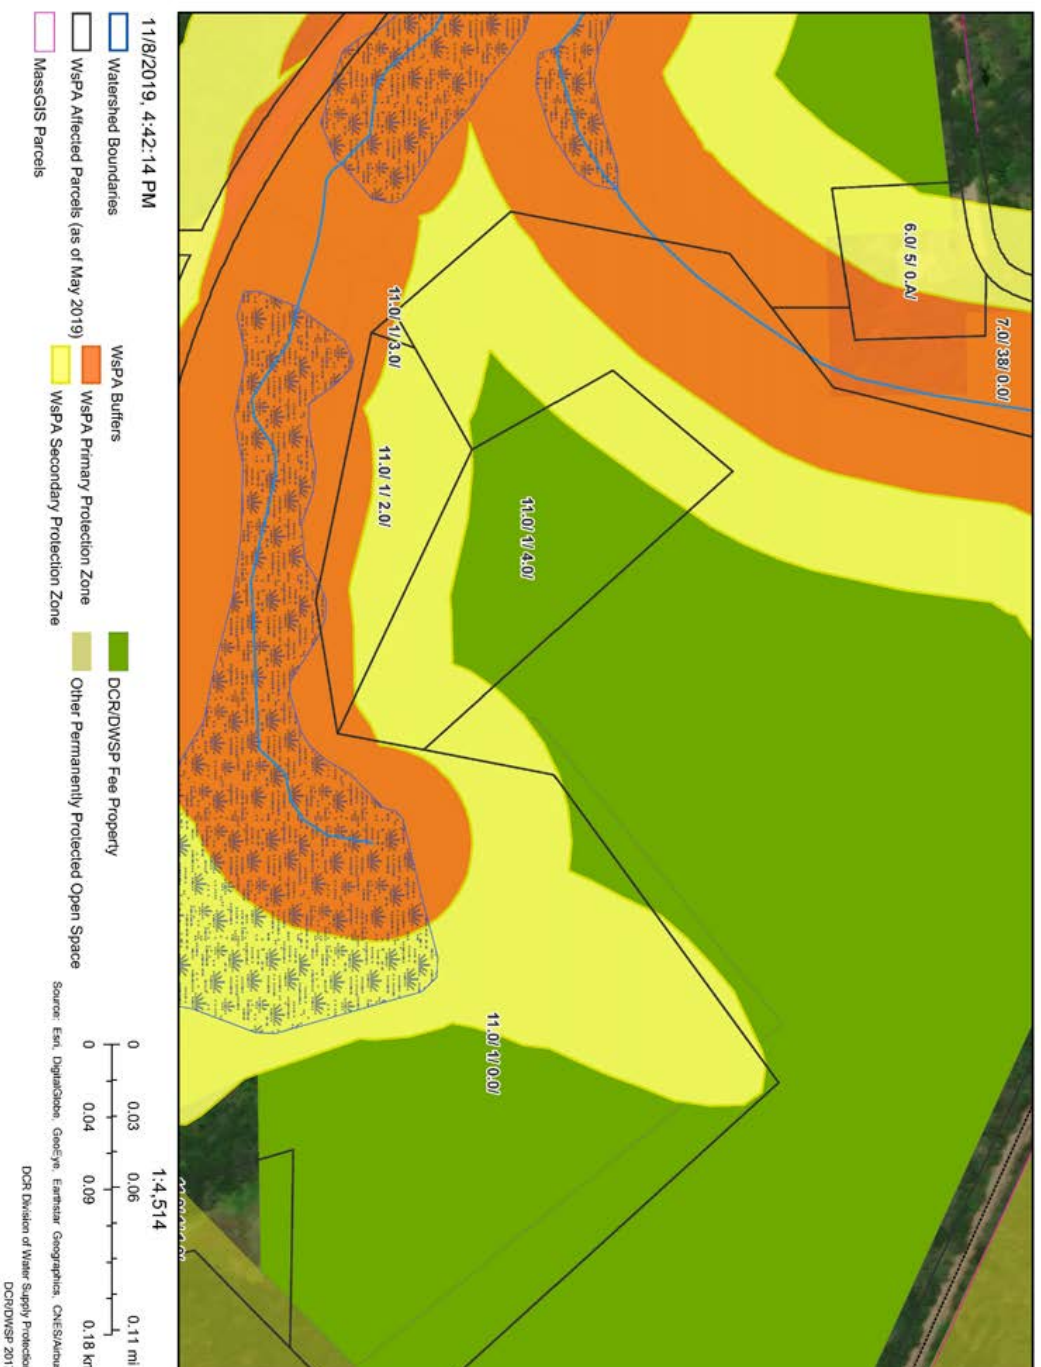 6.0/ 5/ 0.A/
7.0/ 38/ 0.0/
11.0/ 1/ 3.0/
11.0/ 1/ 2.0/
11.0/ 1/ 4.0/
11.0/ 1/ 0.0/
11/8/2019, 4:42:14 PM
Watershed Boundaries
WsPA Affected Parcels (as of May 2019)
MassGIS Parcels
WsPA Buffers
WsPA Primary Protection Zone
WsPA Secondary Protection Zone
DCR/DWSP Fee Property
Other Permanently Protected Open Space
1:4,514
0 0.03 0.06 0.11 mi
0 0.04 0.09 0.18 km
Source: Esri, DigitalGlobe, GeoEye, Earthstar Geographics, CNES/Airbu
DCR Division of Water Supply Protection
DCR/DWSP 201